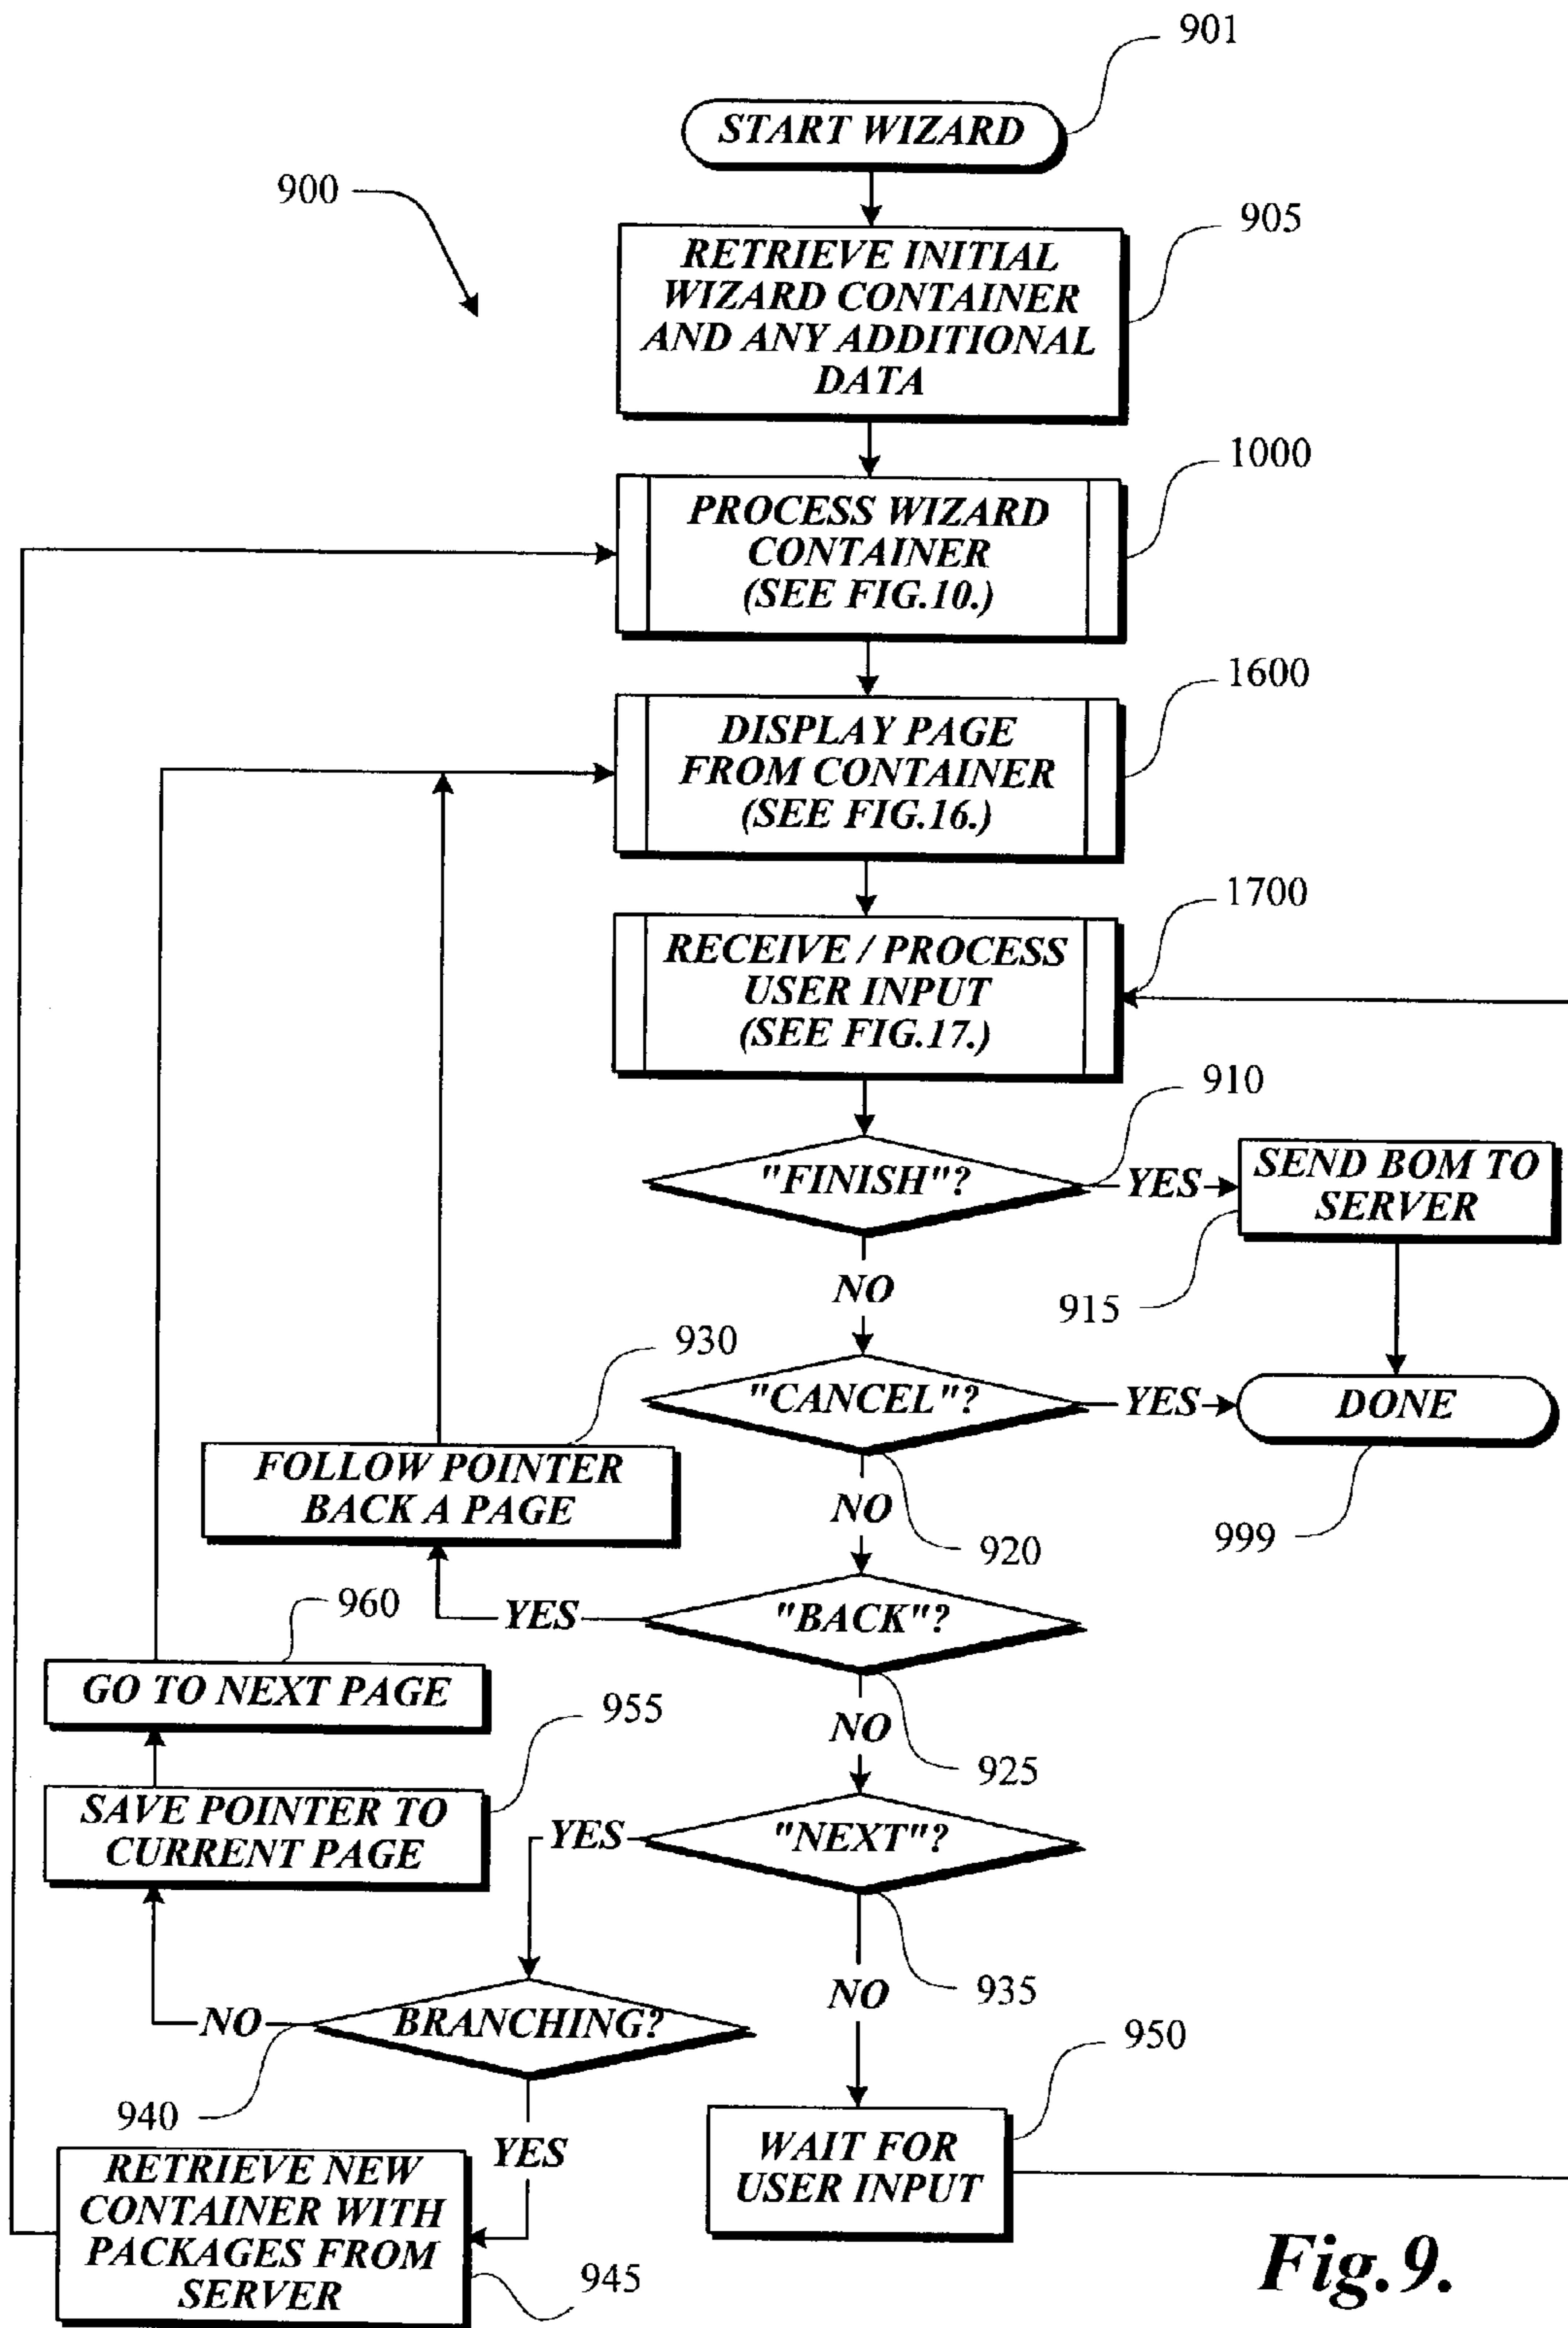 901
START WIZARD
900
905
RETRIEVE INITIAL
WIZARD CONTAINER
AND ANY ADDITIONAL
DATA
1000
PROCESS WIZARD
CONTAINER
(SEE FIG.10.)
1600
DISPLAY PAGE
FROM CONTAINER
(SEE FIG.16.)
1700
RECEIVE / PROCESS
USER INPUT
(SEE FIG.17.)
910
"FINISH"?
YES
SEND BOM TO
SERVER
915
NO
930
"CANCEL"?
YES
DONE
999
FOLLOW POINTER
BACK A PAGE
NO
920
960
YES
"BACK"?
GO TO NEXT PAGE
955
NO
925
SAVE POINTER TO
CURRENT PAGE
YES
"NEXT"?
935
NO
NO
BRANCHING?
940
YES
950
WAIT FOR
USER INPUT
RETRIEVE NEW
CONTAINER WITH
PACKAGES FROM
SERVER
945
Fig.9.